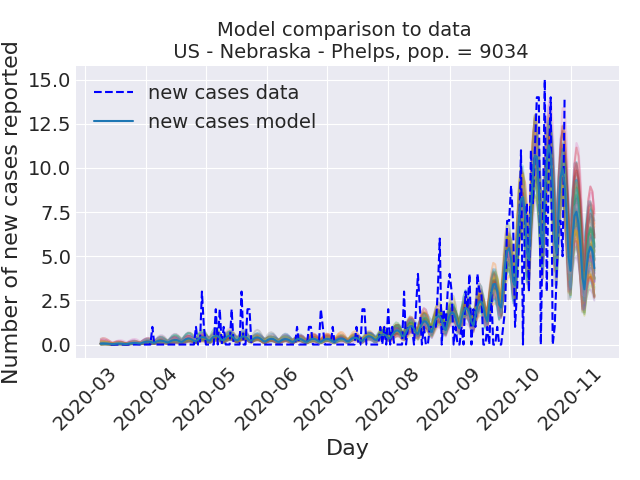 Model comparison to data
US - Nebraska - Phelps, pop. = 9034
Number of new cases reported
15.0
12.5
10.0
7.5
5.0
2.5
0.0
new cases data
new cases model
2020-03
2020-04
2020-05
2020-06
2020-07
2020-08
2020-09
2020-10
2020-11
Day